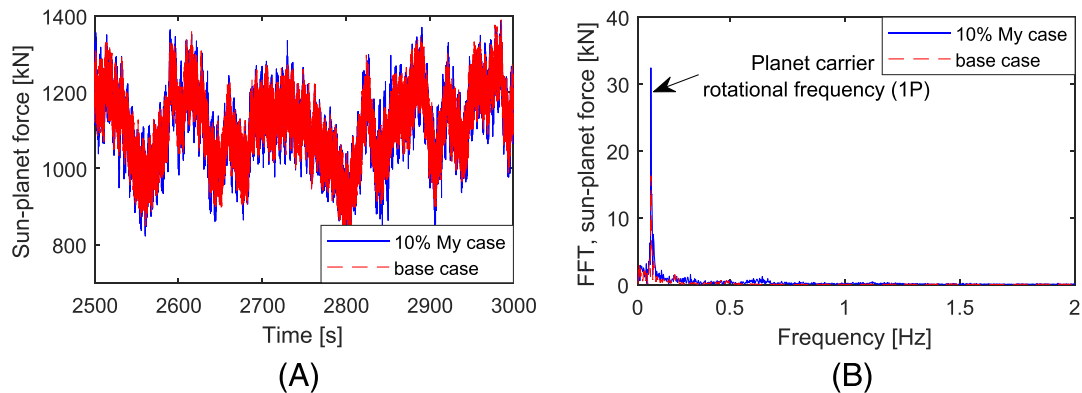 1400
1200
1000
800
Sun-planet force [kN]
10% My case
base case
2500
2600
2700
2800
2900
3000
Time [s]
(A)
40
30
20
10
0
FFT, sun-planet force [kN]
10% My case
base case
Planet carrier
rotational frequency (1P)
0
0.5
1
1.5
2
Frequency [Hz]
(B)